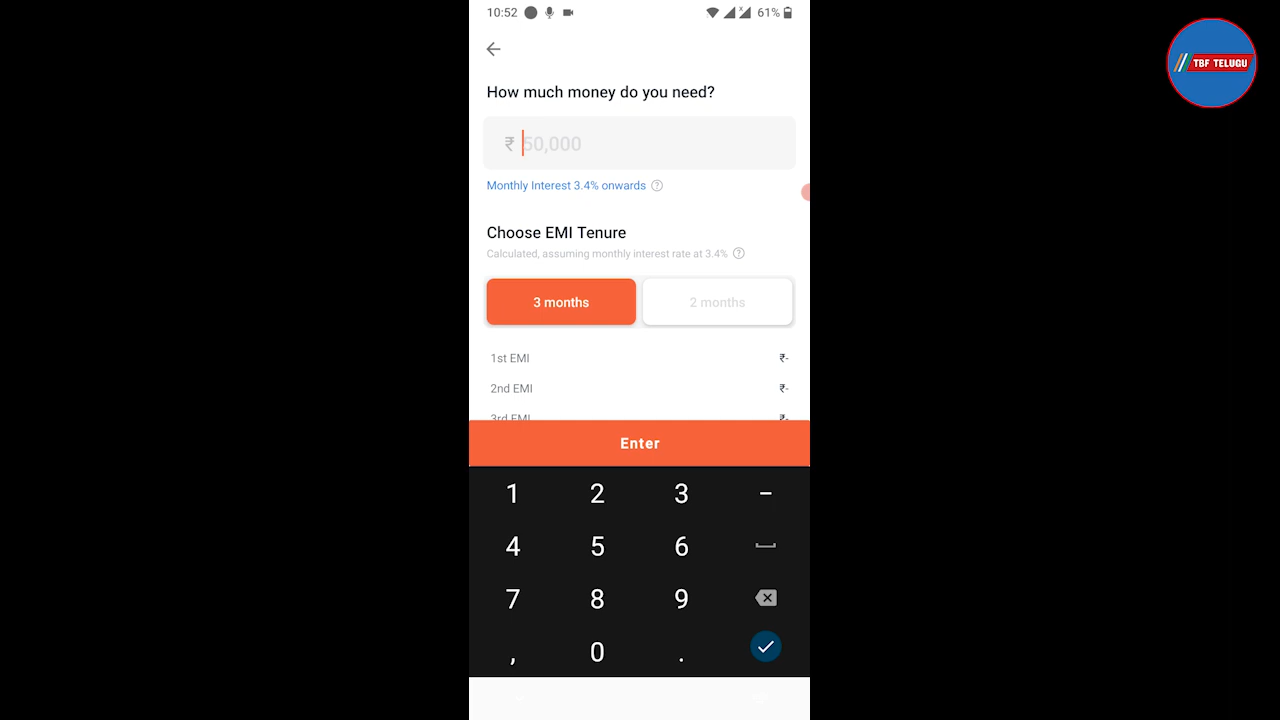 10:52
61%
TBF TELUGU
How much money do you need?
₹ 50,000
Monthly Interest 3.4% onwards ?
Choose EMI Tenure
Calculated, assuming monthly interest rate at 3.4% ?
3 months
2 months
1st EMI ₹-
2nd EMI ₹-
3rd EMI ₹-
Enter
1 2 3 -
4 5 6
7 8 9
, 0 .